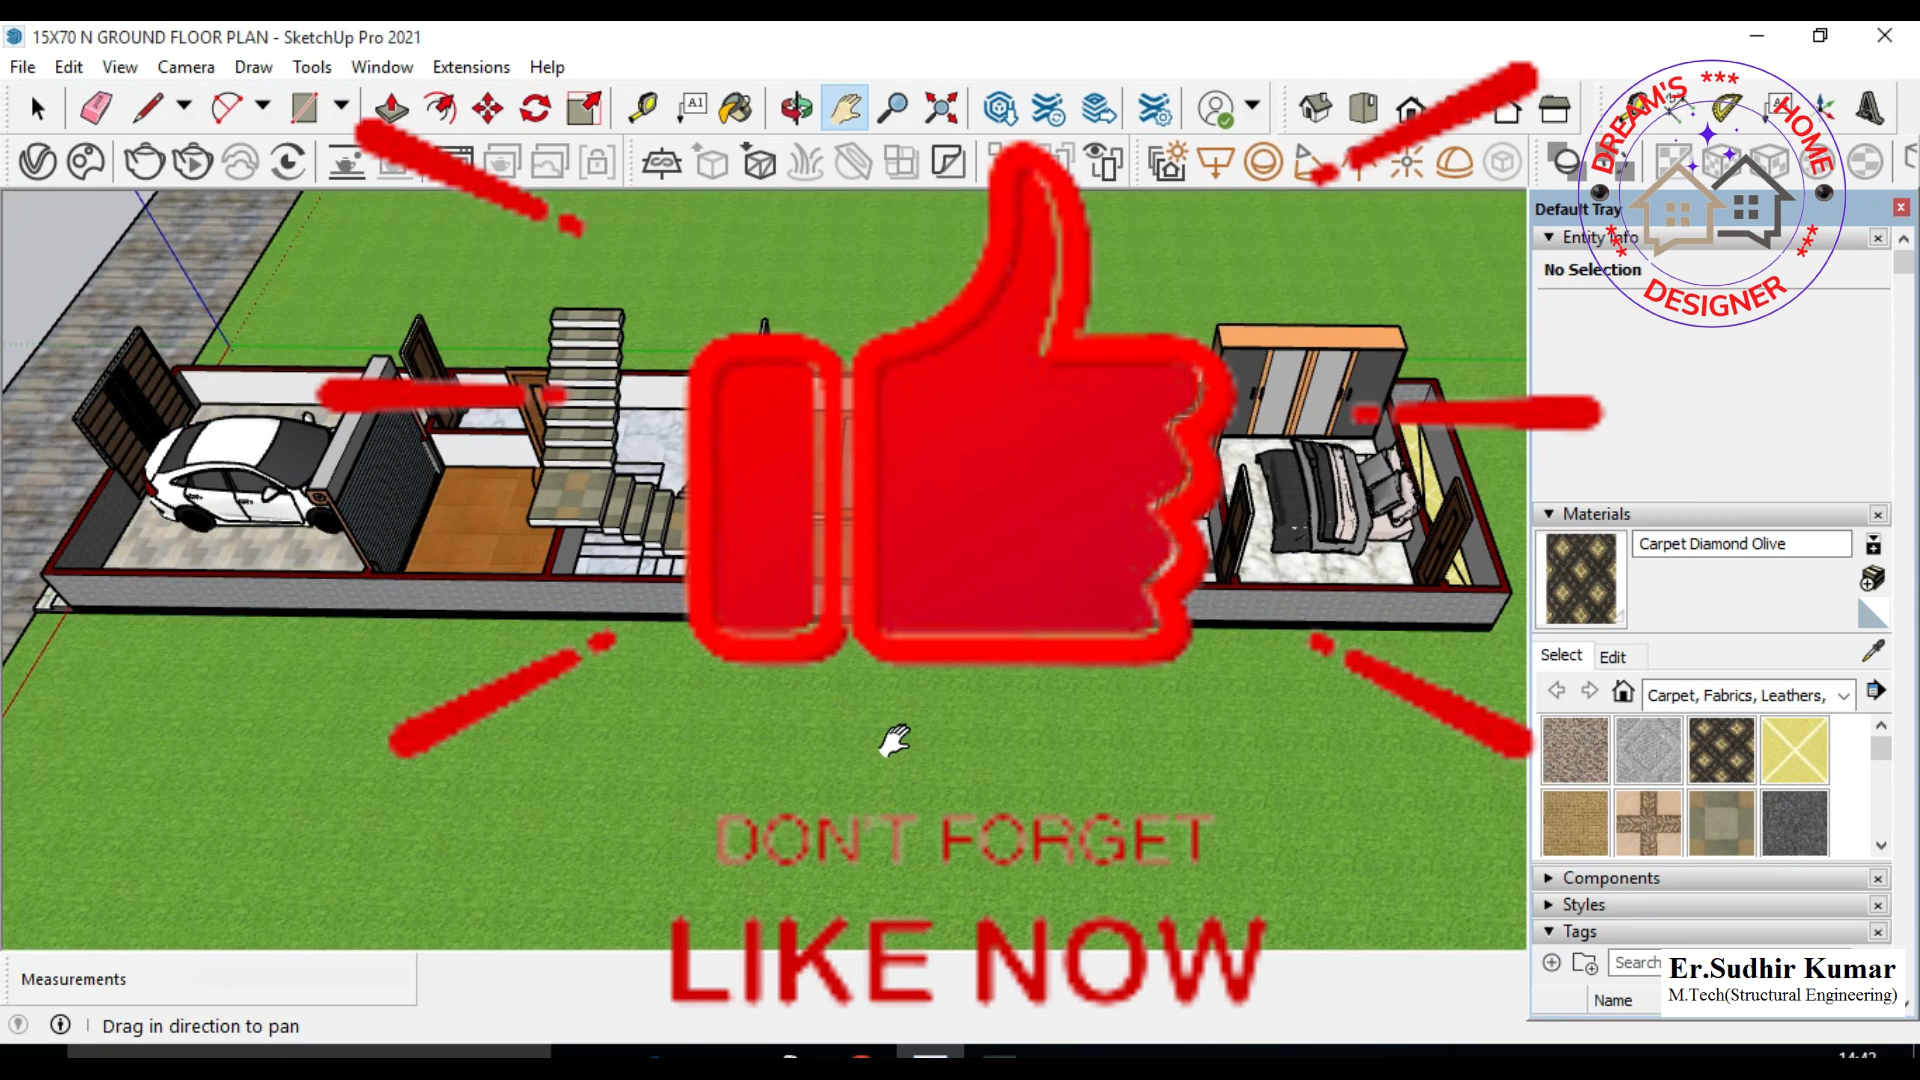 15X70 N GROUND FLOOR PLAN - SketchUp Pro 2021
File Edit View Camera Draw Tools Window Extensions Help
A1
DREAM'S *** HOME
*** DESIGNER ***
Default Tray
Entity Info
No Selection
Materials
Carpet Diamond Olive
Select Edit
Carpet, Fabrics, Leathers,
Components
Styles
Tags
Search
Name
DON'T FORGET
LIKE NOW
Er.Sudhir Kumar
M.Tech(Structural Engineering)
Measurements
Drag in direction to pan